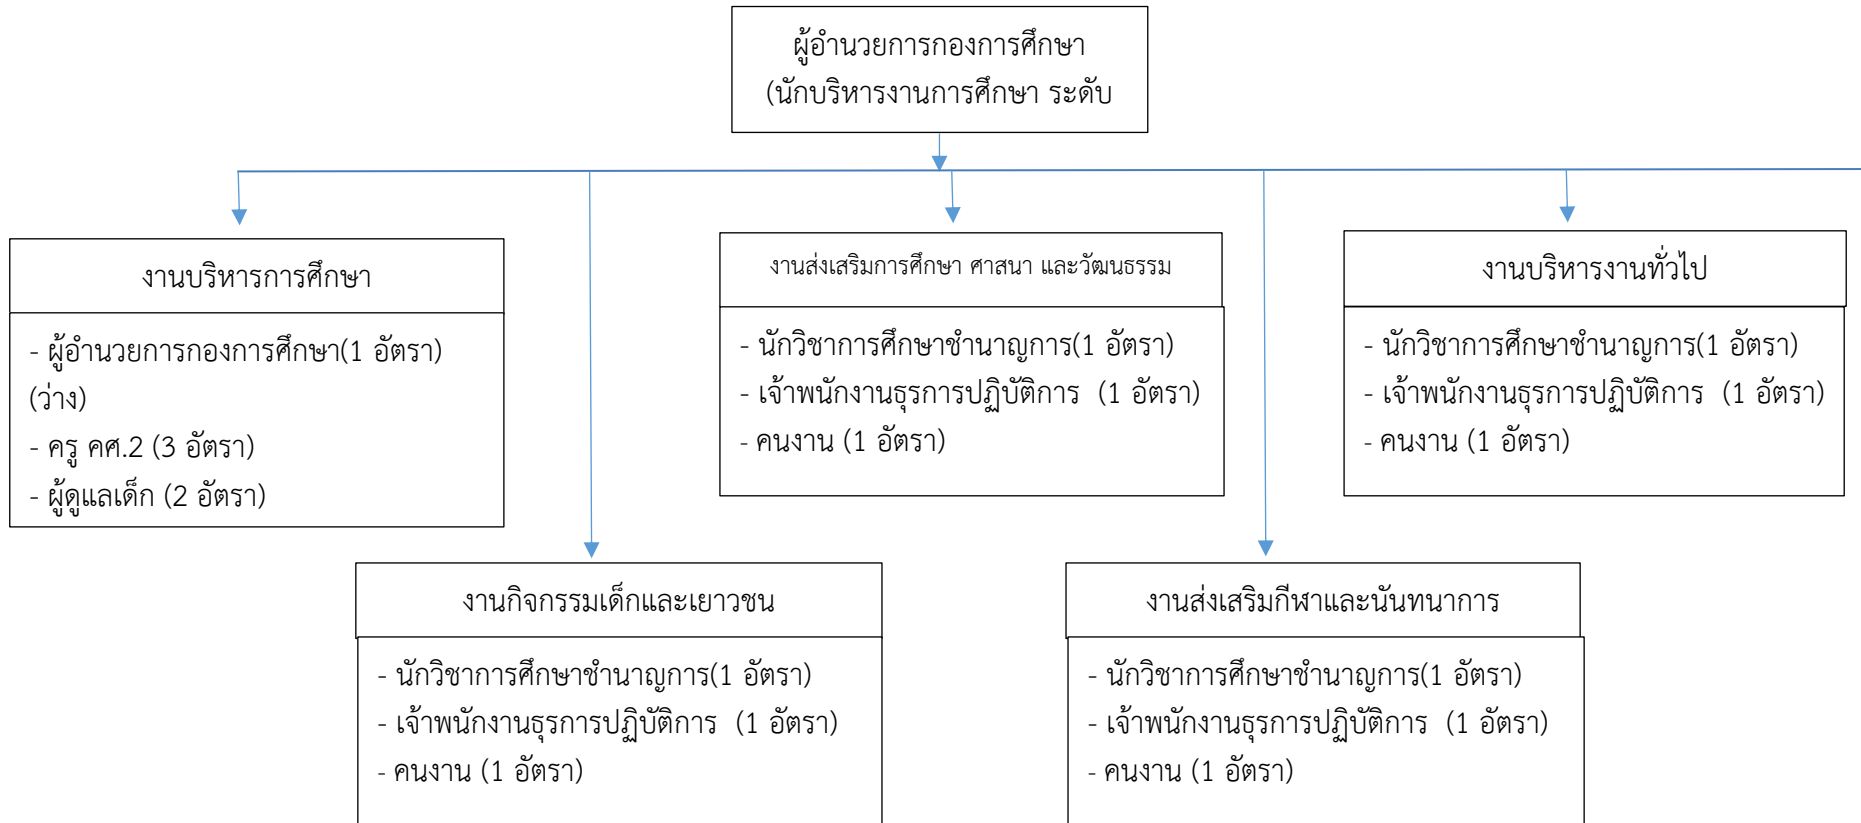 ผู้อำนวยการกองการศึกษา
(นักบริหารงานการศึกษา ระดับ
งานบริหารการศึกษา
- ผู้อำนวยการกองการศึกษา(1 อัตรา)
(ว่าง)
- ครู คศ.2 (3 อัตรา)
- ผู้ดูแลเด็ก (2 อัตรา)
งานส่งเสริมการศึกษา ศาสนา และวัฒนธรรม
- นักวิชาการศึกษาชำนาญการ(1 อัตรา)
- เจ้าพนักงานธุรการปฏิบัติการ  (1 อัตรา)
- คนงาน (1 อัตรา)
งานบริหารงานทั่วไป
- นักวิชาการศึกษาชำนาญการ(1 อัตรา)
- เจ้าพนักงานธุรการปฏิบัติการ  (1 อัตรา)
- คนงาน (1 อัตรา)
งานกิจกรรมเด็กและเยาวชน
- นักวิชาการศึกษาชำนาญการ(1 อัตรา)
- เจ้าพนักงานธุรการปฏิบัติการ  (1 อัตรา)
- คนงาน (1 อัตรา)
งานส่งเสริมกีฬาและนันทนาการ
- นักวิชาการศึกษาชำนาญการ(1 อัตรา)
- เจ้าพนักงานธุรการปฏิบัติการ  (1 อัตรา)
- คนงาน (1 อัตรา)